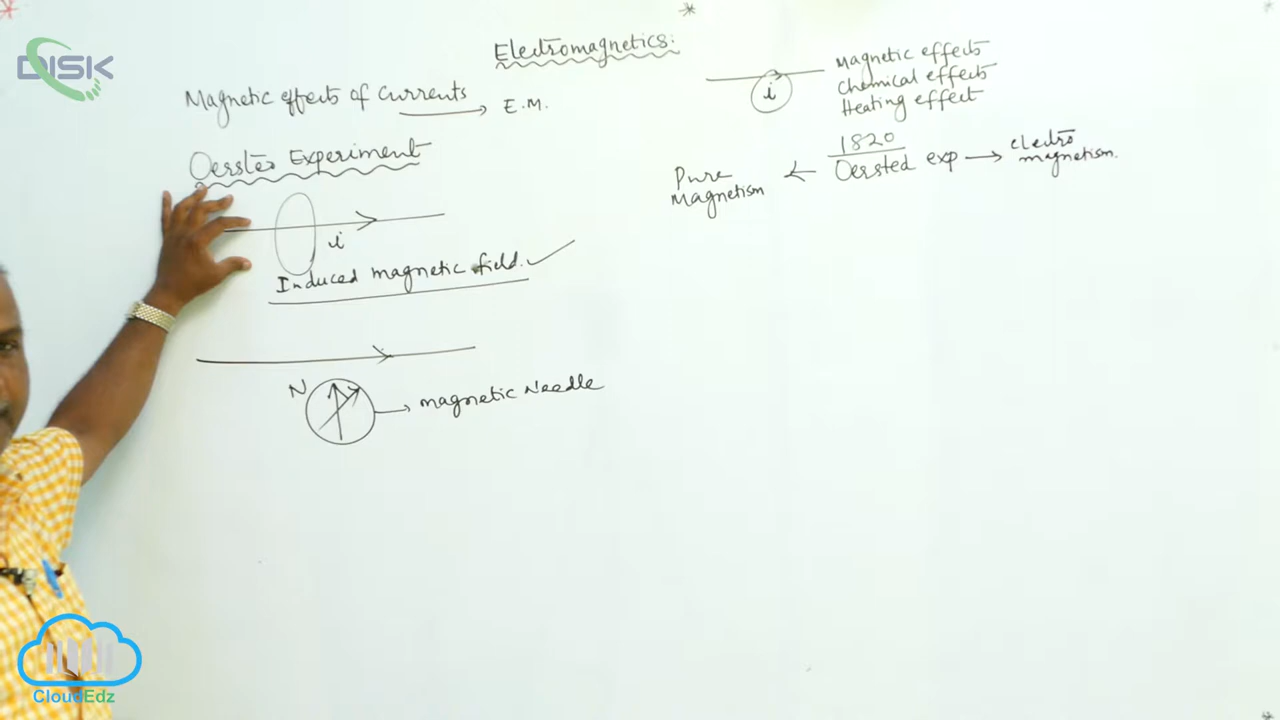 DISK
Electromagnetics:
Magnetic effects of Currents → E.M.
i
Magnetic effects
Chemical effects
Heating effect
Oersted Experiment
1820
Pure Magnetism ← Oersted exp → Electro magnetism.
i
Induced magnetic field.
N
magnetic Needle
CloudEdz